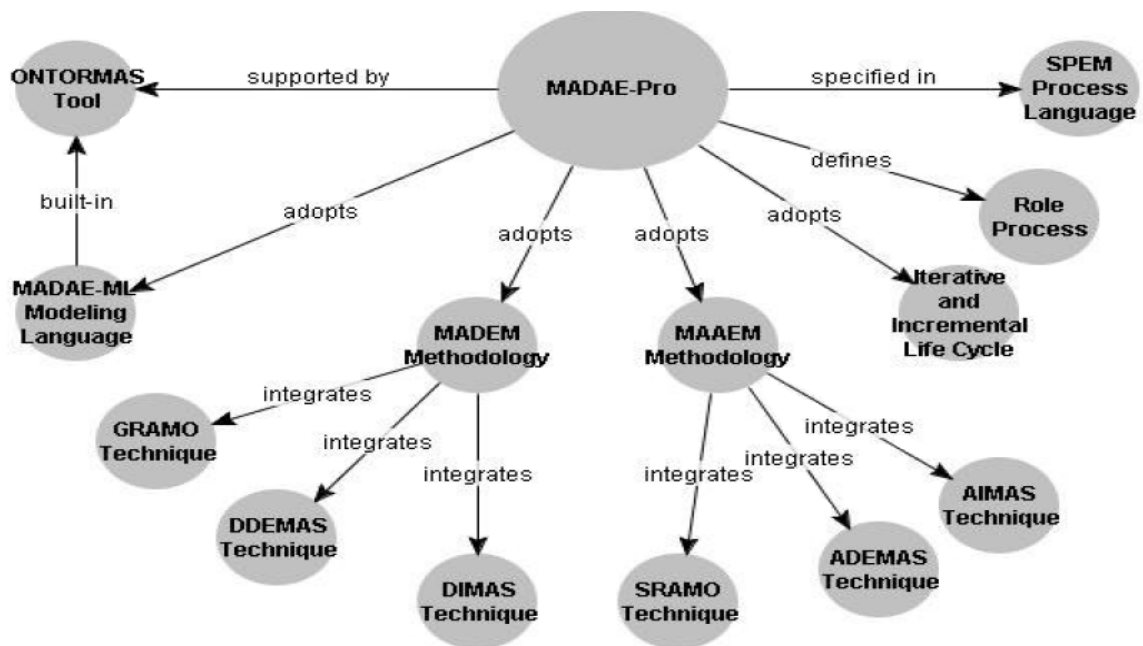 ONTORMAS
Tool
supported by
MADAE-Pro
specified in
SPEM
Process
Language
built-in
adopts
adopts
adopts
adopts
defines
Role
Process
MADAE-ML
Modeling
Language
MADEM
Methodology
MAAEM
Methodology
Iterative
and
Incremental
Life Cycle
integrates
integrates
integrates
integrates
integrates
integrates
GRAMO
Technique
DDEMAS
Technique
DIMAS
Technique
SRAMO
Technique
ADEMAS
Technique
AIMAS
Technique